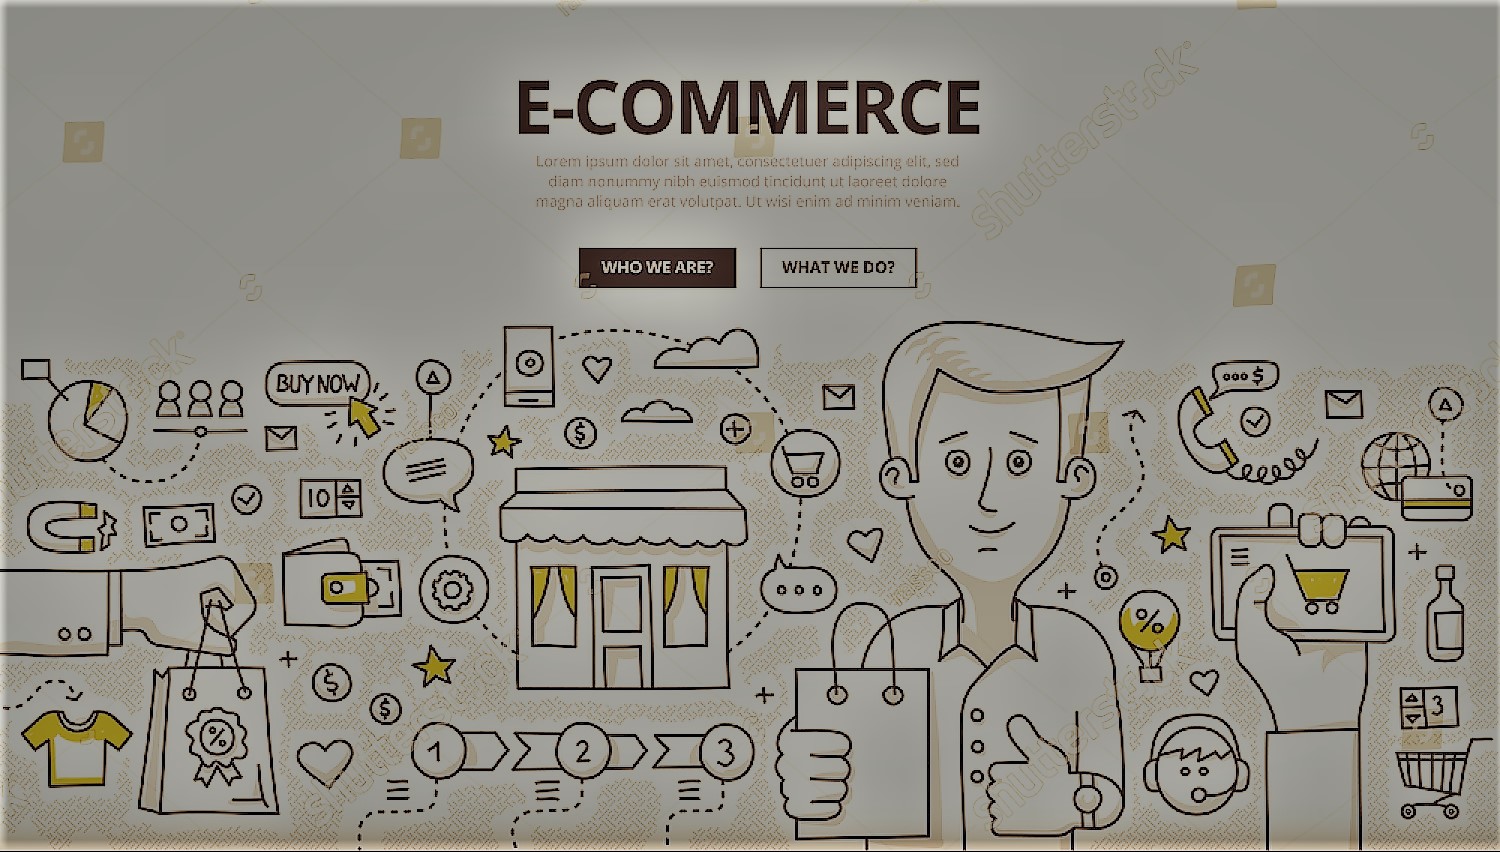 E-COMMERCE
Lorem ipsum dolor sit amet, consectetuer adipiscing elit, sed
diam nonummy nibh euismod tincidunt ut laoreet dolore
magna aliquam erat volutpat. Ut wisi enim ad minim veniam.
WHO WE ARE?
WHAT WE DO?
shutterstock
BUY NOW
$
$
10
%
$
$
%
3
1
2
3